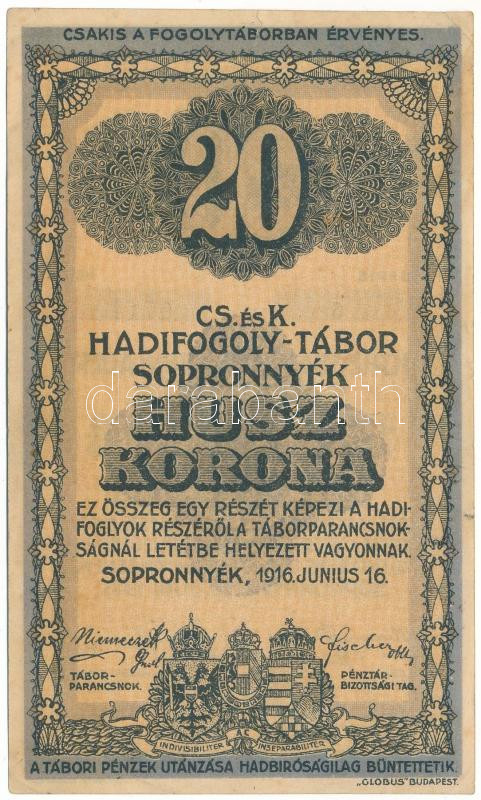 CSAKIS A FOGOLYTÁBORBAN ÉRVÉNYES.
20
CS. ÉS K.
HADIFOGOLY-TÁBOR
SOPRONNYÉK
HÚSZ
KORONA
EZ ÖSSZEG EGY RÉSZÉT KÉPEZI A HADI-
FOGLYOK RÉSZÉRŐL A TÁBORPARANCSNOK-
SÁGNÁL LETÉTBE HELYEZETT VAGYONNAK.
SOPRONNYÉK, 1916. JUNIUS 16.
TÁBOR-
PARANCSNOK.
PÉNZTÁR-
BIZOTTSÁGI TAG.
INDIVISIBILITER AC INSEPARABILITER
A TÁBORI PÉNZEK UTÁNZÁSA HADBIRÓSÁGILAG BÜNTETTETIK.
„GLOBUS" BUDAPEST.
darabanth.com